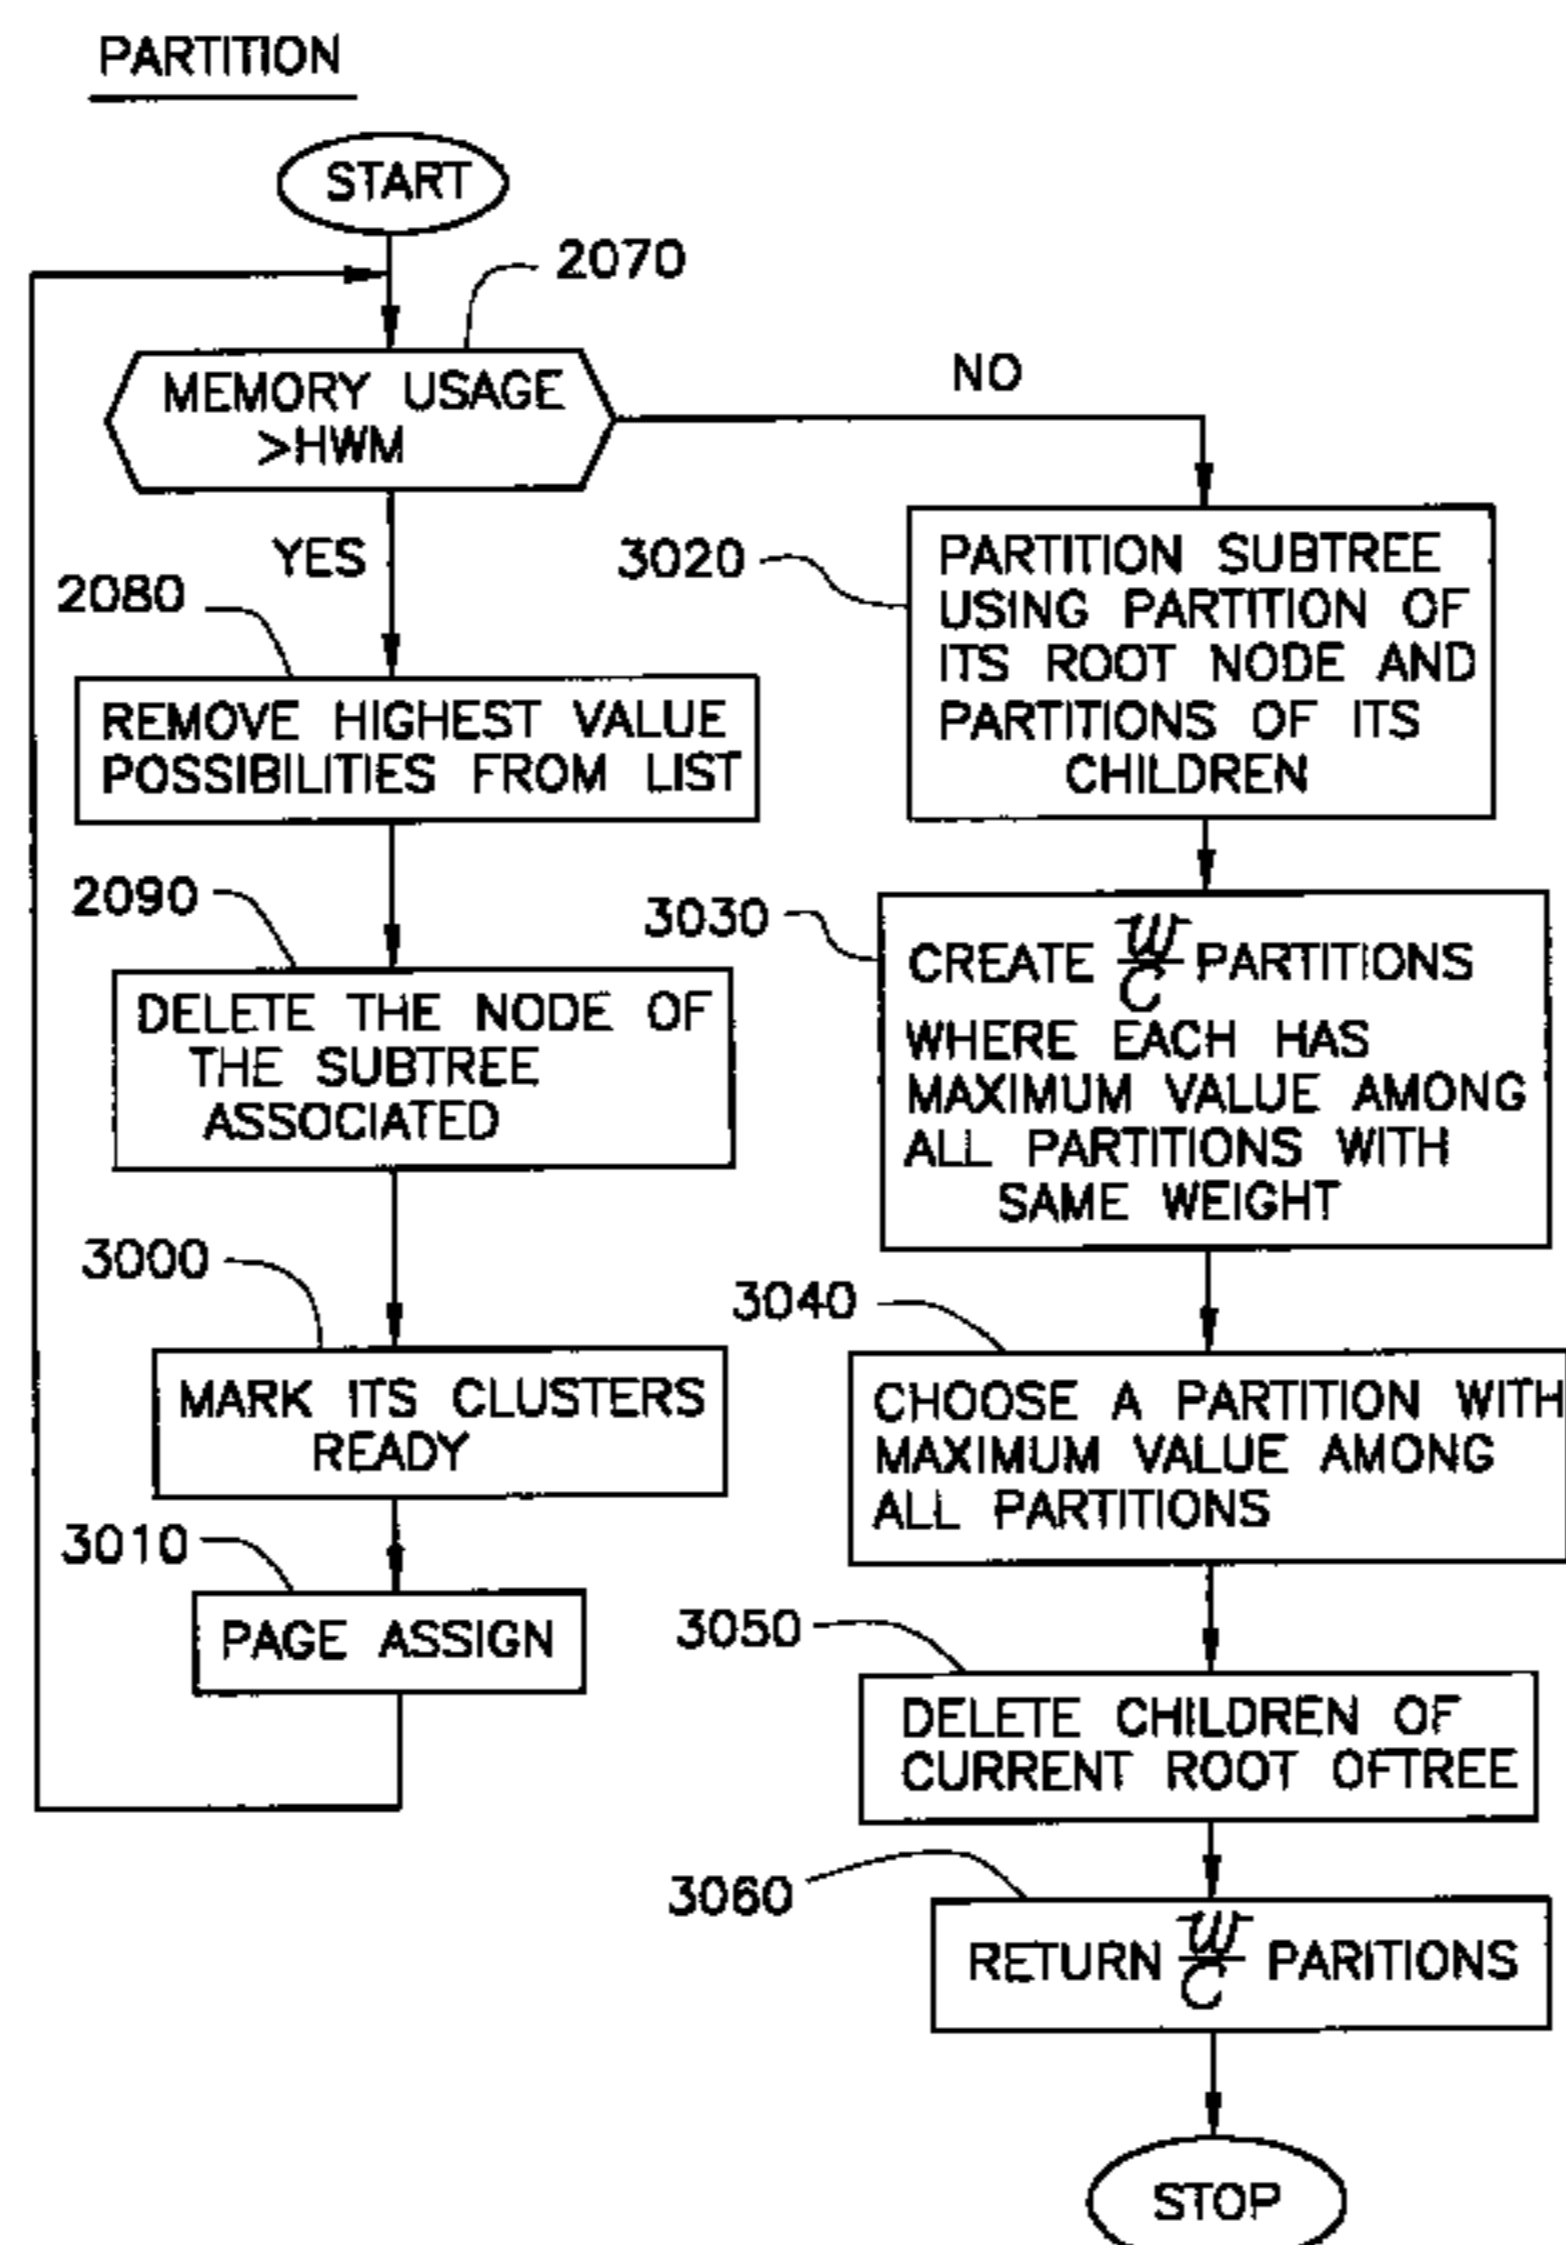 PARTITION
START
2070
MEMORY USAGE
>HWM
NO
YES
2080
REMOVE HIGHEST VALUE
POSSIBILITIES FROM LIST
2090
DELETE THE NODE OF
THE SUBTREE
ASSOCIATED
3000
MARK ITS CLUSTERS
READY
3010
PAGE ASSIGN
3020
PARTITION SUBTREE
USING PARTITION OF
ITS ROOT NODE AND
PARTITIONS OF ITS
CHILDREN
3030
CREATE W/C PARTITIONS
WHERE EACH HAS
MAXIMUM VALUE AMONG
ALL PARTITIONS WITH
SAME WEIGHT
3040
CHOOSE A PARTITION WITH
MAXIMUM VALUE AMONG
ALL PARTITIONS
3050
DELETE CHILDREN OF
CURRENT ROOT OFTREE
3060
RETURN W/C PARITIONS
STOP